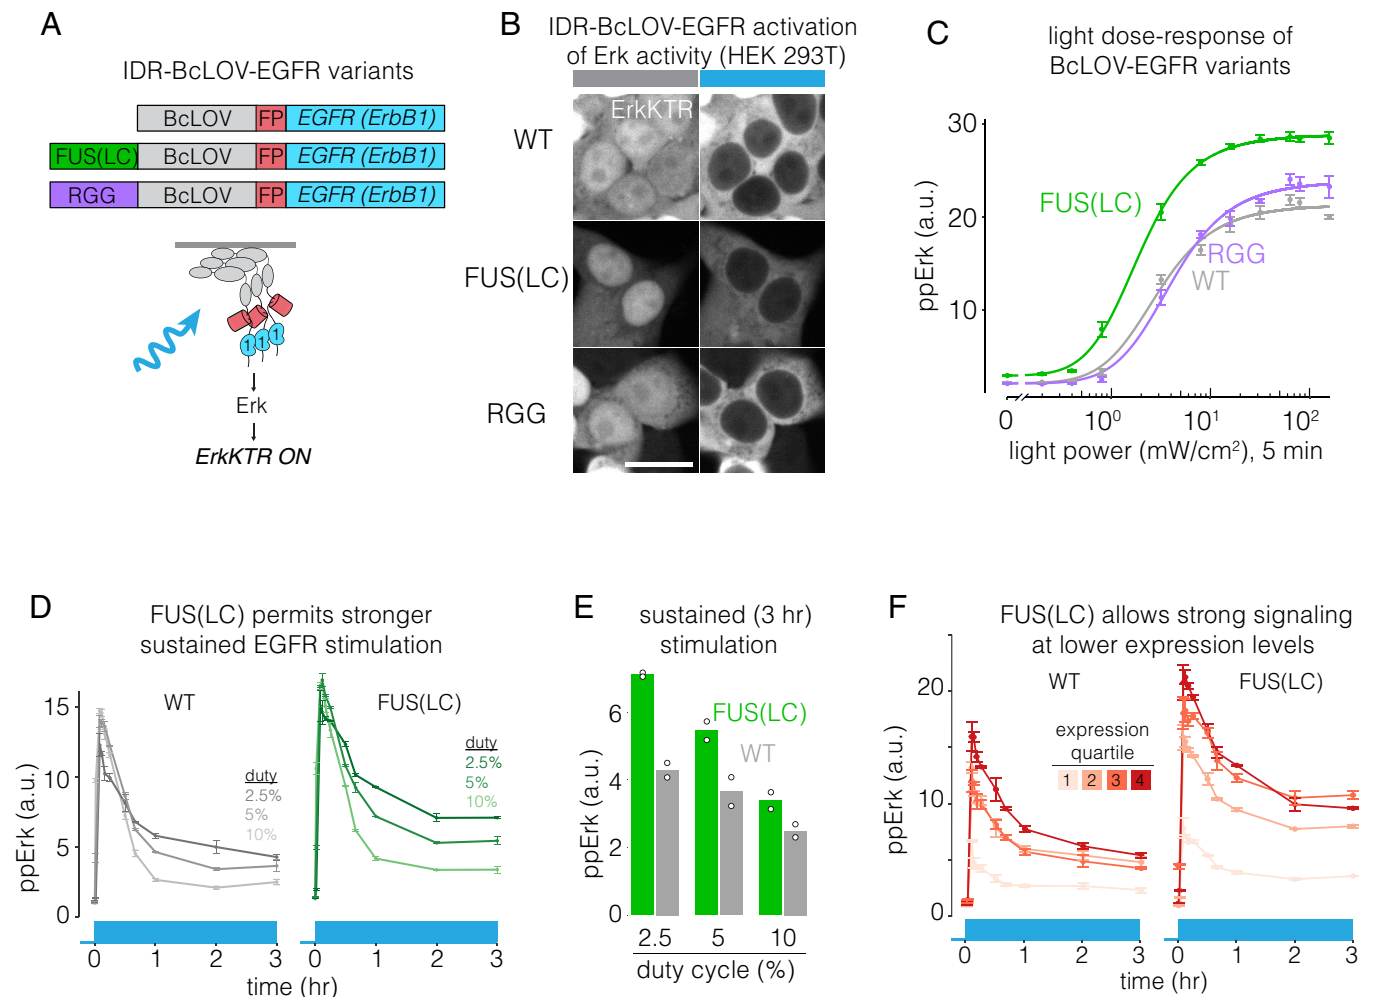 A
IDR-BcLOV-EGFR variants
BcLOV FP EGFR (ErbB1)
FUS(LC) BcLOV FP EGFR (ErbB1)
RGG BcLOV FP EGFR (ErbB1)
1 1 1
Erk
ErkKTR ON
B
IDR-BcLOV-EGFR activation
of Erk activity (HEK 293T)
ErkKTR
WT
FUS(LC)
RGG
C
light dose-response of
BcLOV-EGFR variants
30
20
10
ppErk (a.u.)
FUS(LC)
RGG
WT
0 10⁰ 10¹ 10²
light power (mW/cm²), 5 min
D
FUS(LC) permits stronger
sustained EGFR stimulation
WT
FUS(LC)
15
10
5
0
ppErk (a.u.)
duty
2.5%
5%
10%
duty
2.5%
5%
10%
0 1 2 3 0 1 2 3
time (hr)
E
sustained (3 hr)
stimulation
6
4
2
0
ppErk (a.u.)
FUS(LC)
WT
2.5 5 10
duty cycle (%)
F
FUS(LC) allows strong signaling
at lower expression levels
WT
FUS(LC)
20
10
0
ppErk (a.u.)
expression
quartile
1 2 3 4
0 1 2 3 0 1 2 3
time (hr)